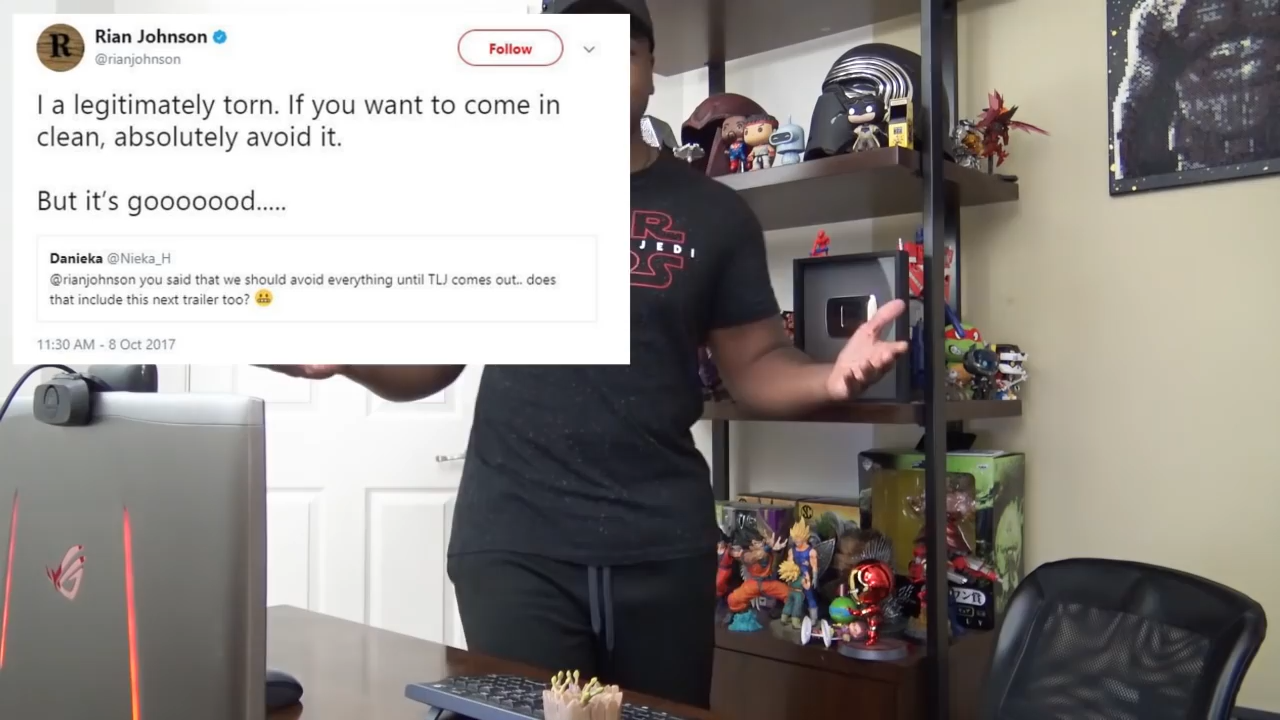 Rian Johnson
@rianjohnson
Follow
I a legitimately torn. If you want to come in
clean, absolutely avoid it.
But it's gooooood.....
Danieka @Nieka_H
@rianjohnson you said that we should avoid everything until TLJ comes out.. does
that include this next trailer too? 😬
11:30 AM - 8 Oct 2017
R
JEDI